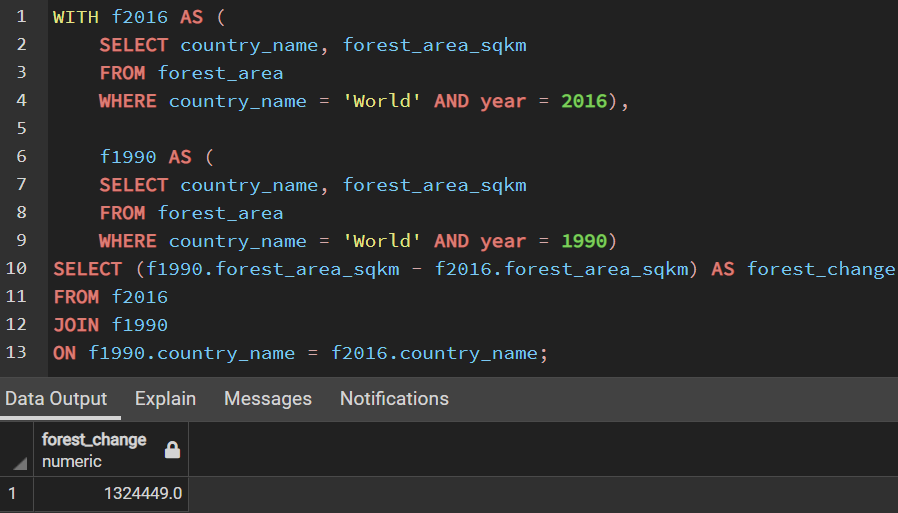 1 WITH f2016 AS (
2 SELECT country_name, forest_area_sqkm
3 FROM forest_area
4 WHERE country_name = 'World' AND year = 2016),
5
6 f1990 AS (
7 SELECT country_name, forest_area_sqkm
8 FROM forest_area
9 WHERE country_name = 'World' AND year = 1990)
10 SELECT (f1990.forest_area_sqkm - f2016.forest_area_sqkm) AS forest_change
11 FROM f2016
12 JOIN f1990
13 ON f1990.country_name = f2016.country_name;
Data Output Explain Messages Notifications
forest_change
numeric
1 1324449.0